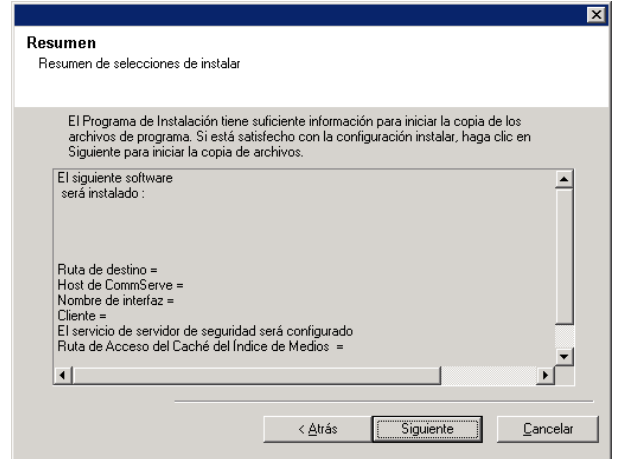 Resumen
Resumen de selecciones de instalar
El Programa de Instalación tiene suficiente información para iniciar la copia de los
archivos de programa. Si está satisfecho con la configuración instalar, haga clic en
Siguiente para iniciar la copia de archivos.
El siguiente software
será instalado :
Ruta de destino =
Host de CommServe =
Nombre de interfaz =
Cliente =
El servicio de servidor de seguridad será configurado
Ruta de Acceso del Caché del Índice de Medios =
< Atrás
Siguiente
Cancelar